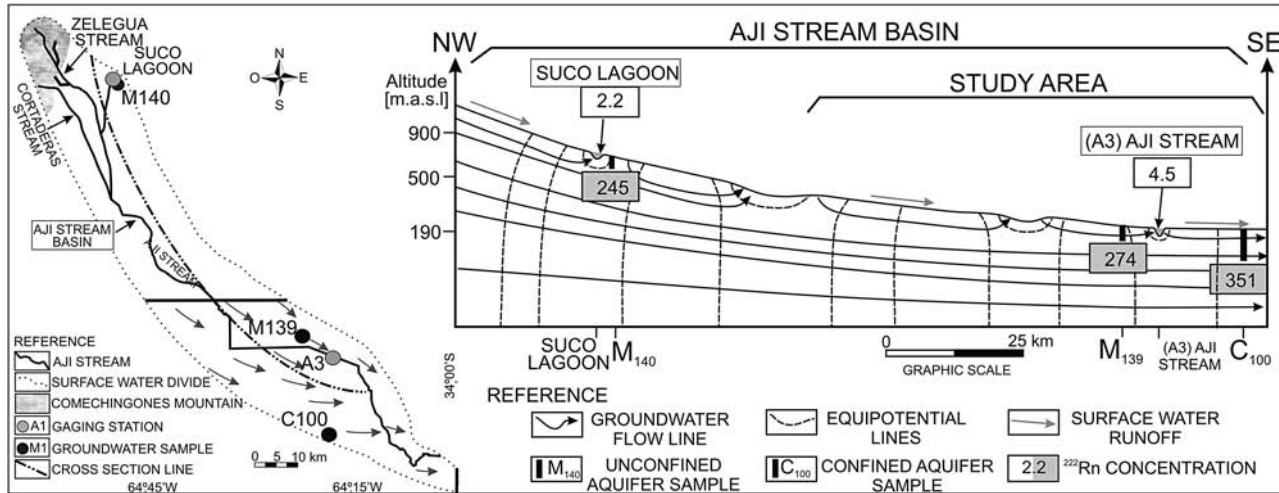 ZELEGUA
STREAM
SUCO
LAGOON
M140
CORTADERAS
STREAM
N
O E
S
AJI STREAM
BASIN
AJI STREAM
M139
A3
C100
34°00'S
REFERENCE
AJI STREAM
SURFACE WATER DIVIDE
COMECHINGONES MOUNTAIN
A1 GAGING STATION
M1 GROUNDWATER SAMPLE
CROSS SECTION LINE
0 5 10 km
64°45'W 64°15'W
NW AJI STREAM BASIN SE
Altitude
[m.a.s.l]
SUCO LAGOON
2.2
STUDY AREA
(A3) AJI STREAM
4.5
900
500
190
245
274
351
SUCO
LAGOON
M140
0 25 km
GRAPHIC SCALE
M139
(A3) AJI
STREAM
C100
REFERENCE
GROUNDWATER
FLOW LINE
EQUIPOTENTIAL
LINES
SURFACE WATER
RUNOFF
M140 UNCONFINED
AQUIFER SAMPLE
C100 CONFINED AQUIFER
SAMPLE
2.2 ²²²Rn CONCENTRATION